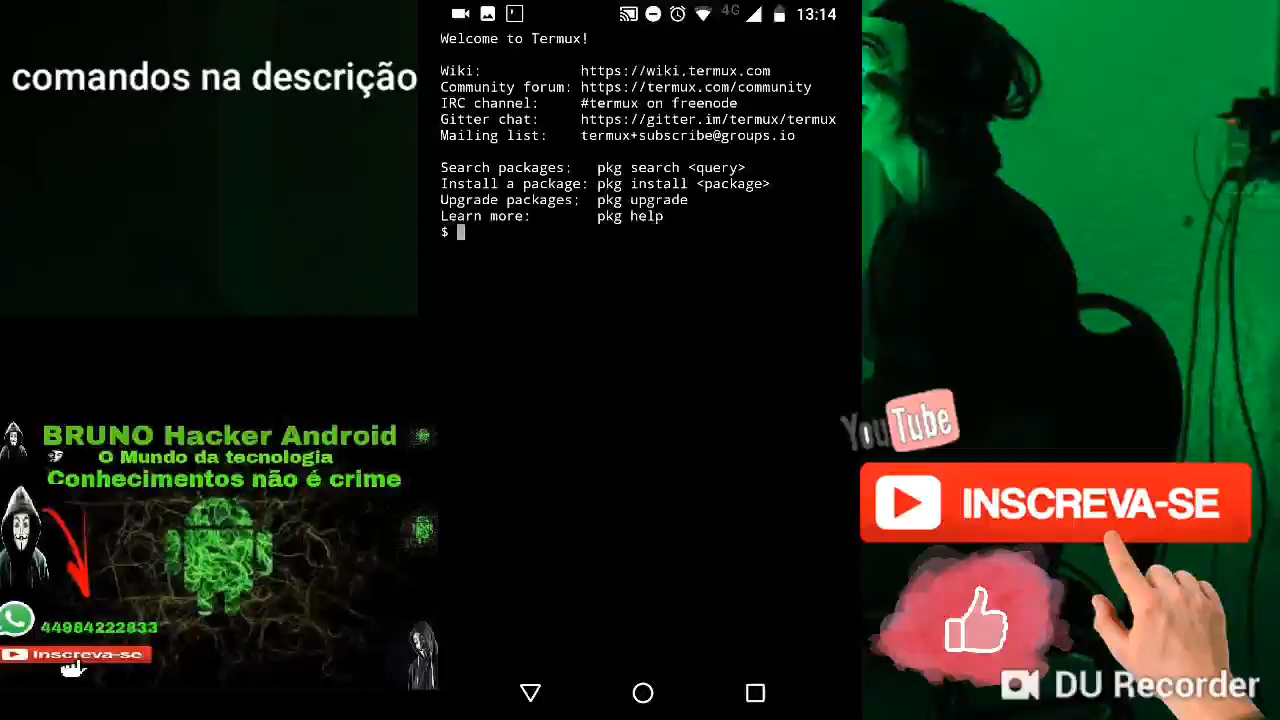 comandos na descrição
4G 13:14
Welcome to Termux!
Wiki: https://wiki.termux.com
Community forum: https://termux.com/community
IRC channel: #termux on freenode
Gitter chat: https://gitter.im/termux/termux
Mailing list: termux+subscribe@groups.io
Search packages: pkg search <query>
Install a package: pkg install <package>
Upgrade packages: pkg upgrade
Learn more: pkg help
$
BRUNO Hacker Android
O Mundo da tecnologia
Conhecimentos não é crime
44984222833
Inscreva-se
YouTube
INSCREVA-SE
DU Recorder